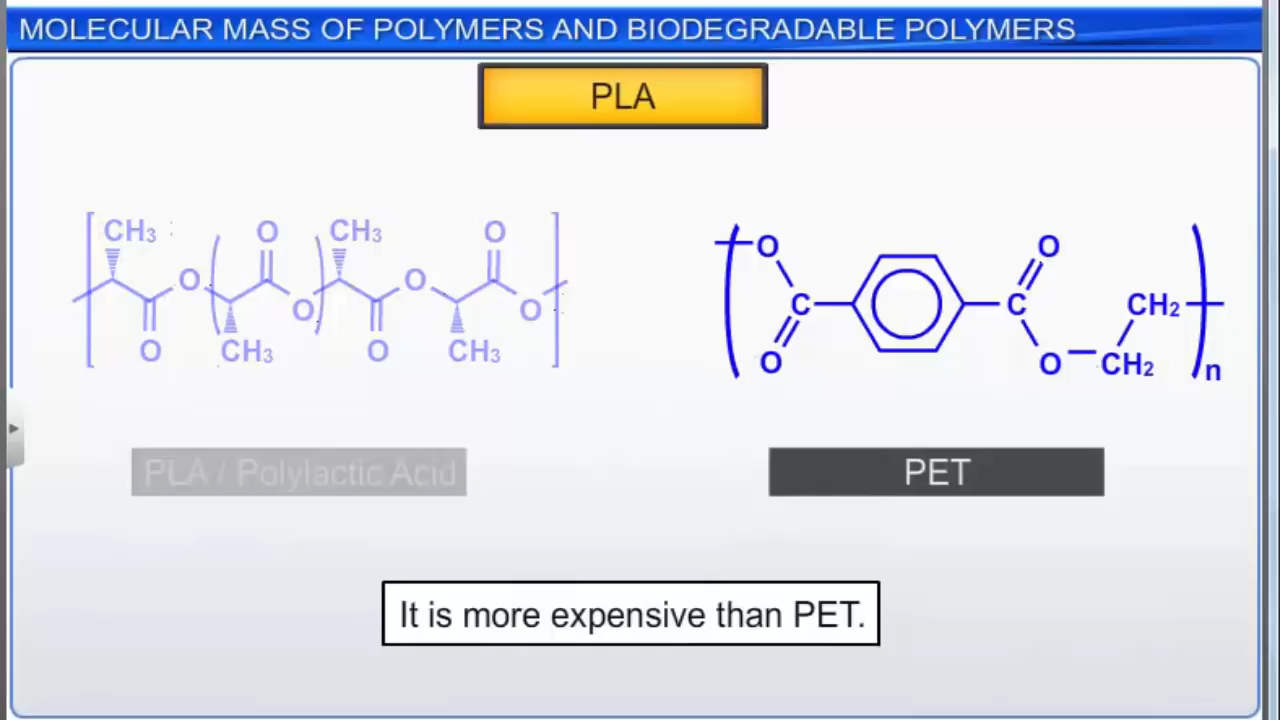 MOLECULAR MASS OF POLYMERS AND BIODEGRADABLE POLYMERS
PLA
CH₃ O CH₃ O
O O O O
O CH₃ O CH₃
O O
C C CH₂
O O CH₂ n
PLA / Polylactic Acid
PET
It is more expensive than PET.